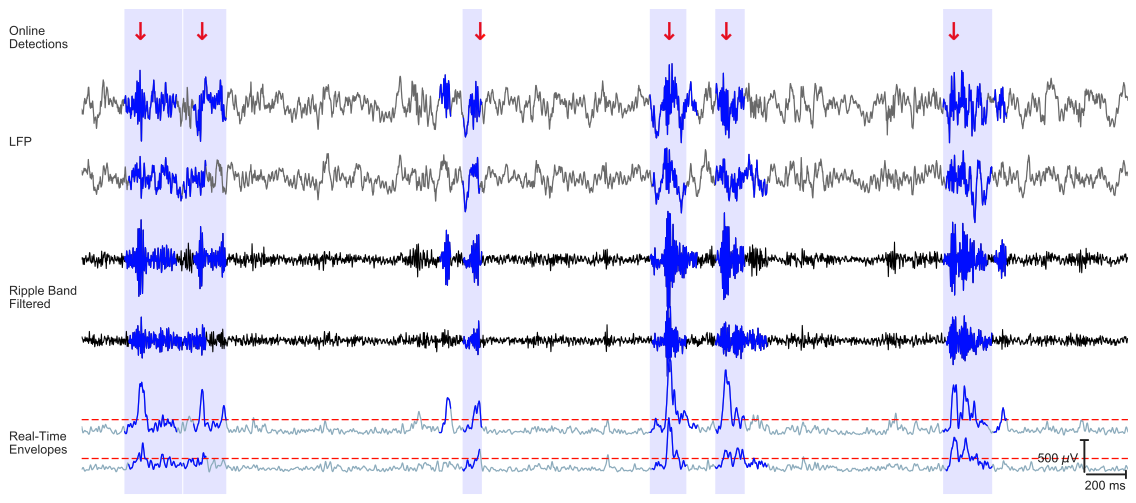 Online
Detections
LFP
Ripple Band
Filtered
Real-Time
Envelopes
500 μV
200 ms